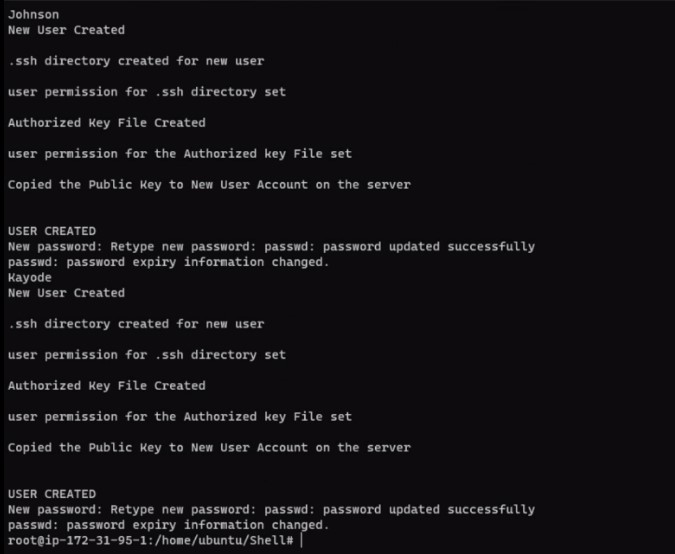 Johnson
New User Created
.ssh directory created for new user
user permission for .ssh directory set
Authorized Key File Created
user permission for the Authorized key File set
Copied the Public Key to New User Account on the server
USER CREATED
New password: Retype new password: passwd: password updated successfully
passwd: password expiry information changed.
Kayode
New User Created
.ssh directory created for new user
user permission for .ssh directory set
Authorized Key File Created
user permission for the Authorized key File set
Copied the Public Key to New User Account on the server
USER CREATED
New password: Retype new password: passwd: password updated successfully
passwd: password expiry information changed.
root@ip-172-31-95-1:/home/ubuntu/Shell#